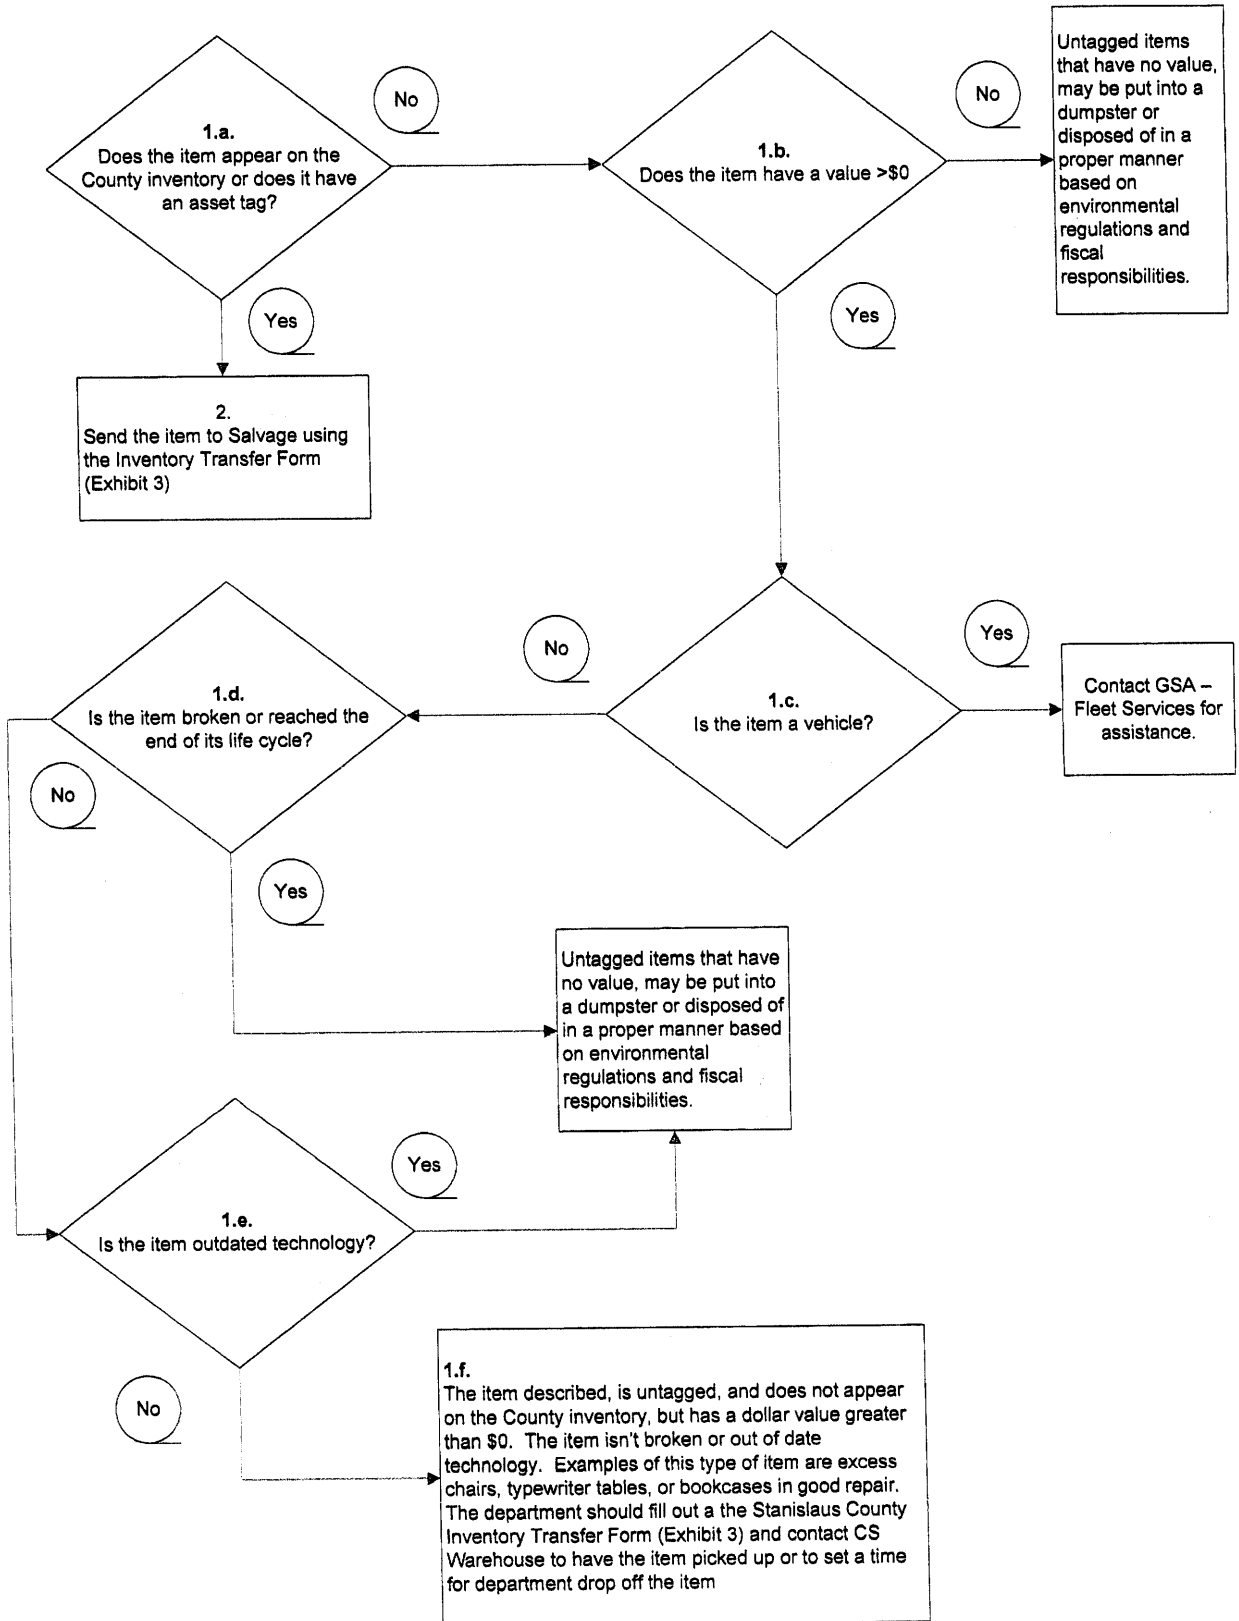 1.a.
Does the item appear on the
County inventory or does it have
an asset tag?
No
1.b.
Does the item have a value >$0
No
Untagged items
that have no value,
may be put into a
dumpster or
disposed of in a
proper manner
based on
environmental
regulations and
fiscal
responsibilities.
Yes
Yes
2.
Send the item to Salvage using
the Inventory Transfer Form
(Exhibit 3)
1.d.
Is the item broken or reached the
end of its life cycle?
No
1.c.
Is the item a vehicle?
Yes
Contact GSA –
Fleet Services for
assistance.
No
Yes
Untagged items that have
no value, may be put into
a dumpster or disposed of
in a proper manner based
on environmental
regulations and fiscal
responsibilities.
Yes
1.e.
Is the item outdated technology?
No
1.f.
The item described, is untagged, and does not appear
on the County inventory, but has a dollar value greater
than $0.  The item isn't broken or out of date
technology.  Examples of this type of item are excess
chairs, typewriter tables, or bookcases in good repair.
The department should fill out a the Stanislaus County
Inventory Transfer Form (Exhibit 3) and contact CS
Warehouse to have the item picked up or to set a time
for department drop off the item